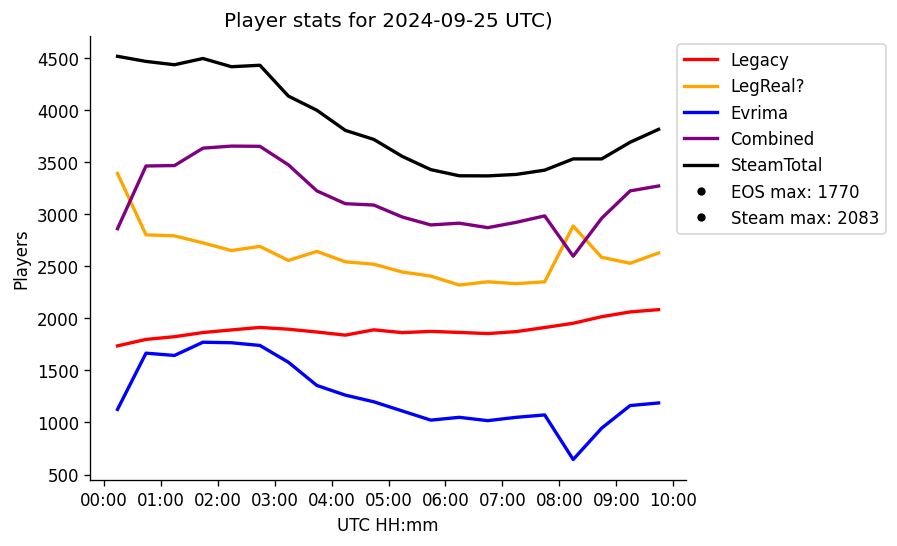 Player stats for 2024-09-25 UTC)
Legacy
LegReal?
Evrima
Combined
SteamTotal
EOS max: 1770
Steam max: 2083
Players
4500
4000
3500
3000
2500
2000
1500
1000
500
00:00 01:00 02:00 03:00 04:00 05:00 06:00 07:00 08:00 09:00 10:00
UTC HH:mm